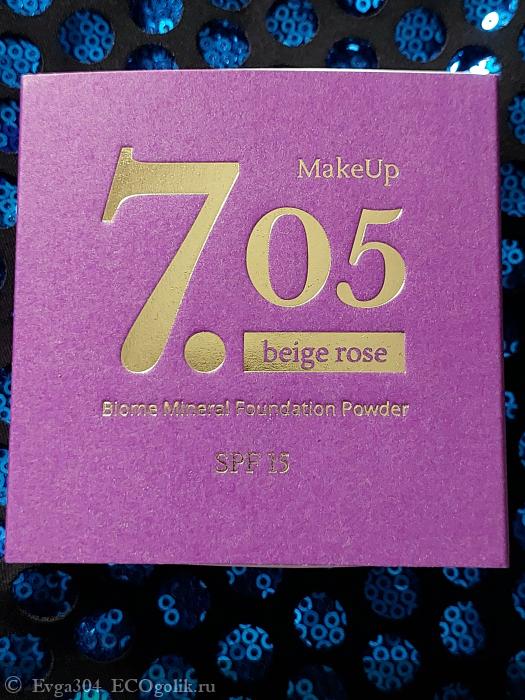 MakeUp
7.05
beige rose
Biome Mineral Foundation Powder
SPF 15
© Evga304 ECOgolik.ru